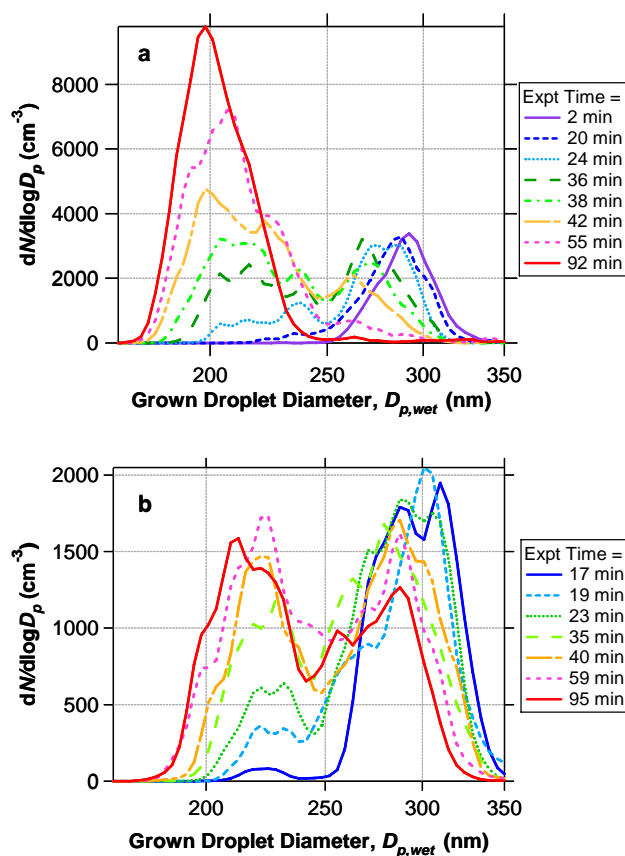 a
dN/dlogDp (cm-3)
8000
6000
4000
2000
0
200
250
300
350
Grown Droplet Diameter, Dp,wet (nm)
Expt Time =
2 min
20 min
24 min
36 min
38 min
42 min
55 min
92 min
b
dN/dlogDp (cm-3)
2000
1500
1000
500
0
200
250
300
350
Grown Droplet Diameter, Dp,wet (nm)
Expt Time =
17 min
19 min
23 min
35 min
40 min
59 min
95 min